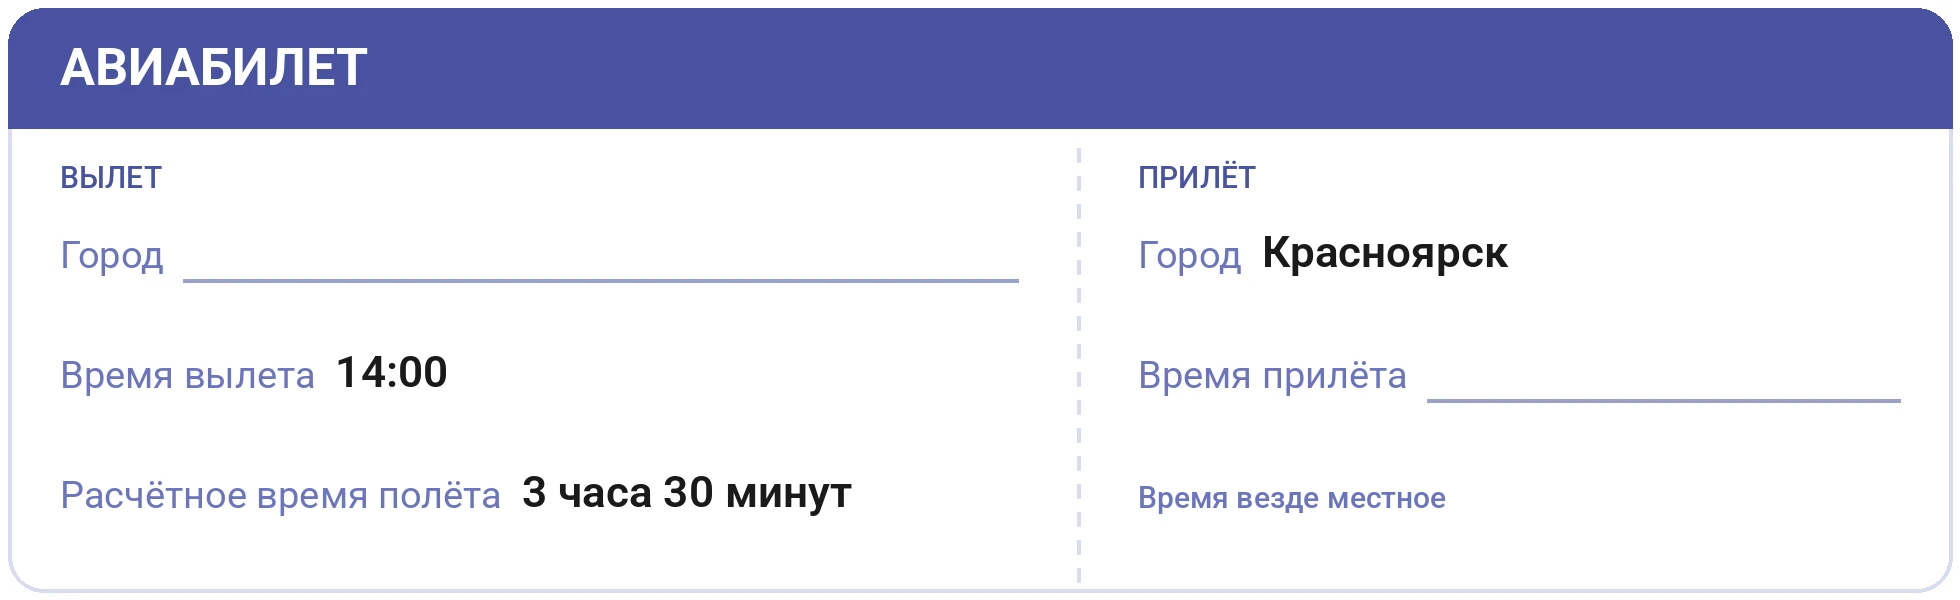 АВИАБИЛЕТ
ВЫЛЕТ
Город
Время вылета 14:00
Расчётное время полёта 3 часа 30 минут
ПРИЛЁТ
Город Красноярск
Время прилёта
Время везде местное